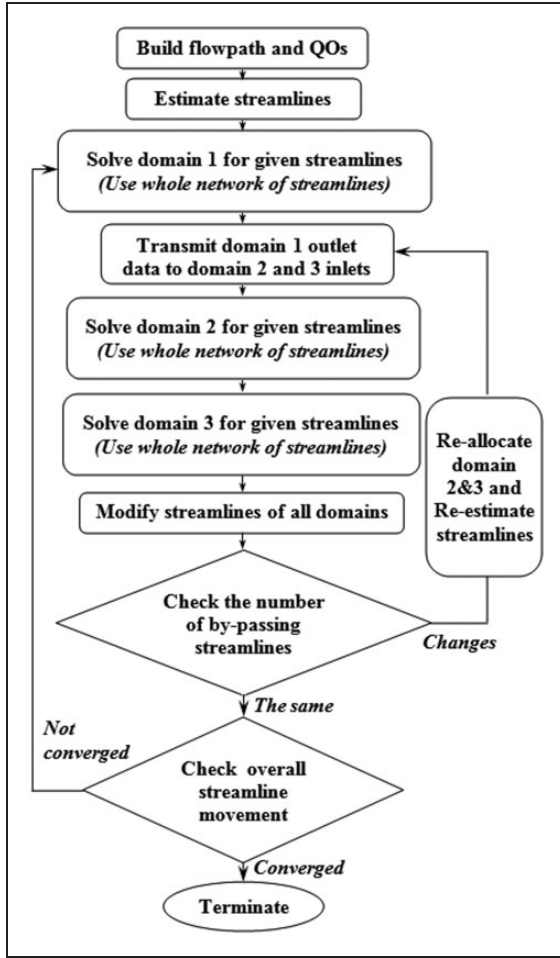 Build flowpath and QOs
Estimate streamlines
Solve domain 1 for given streamlines
(Use whole network of streamlines)
Transmit domain 1 outlet
data to domain 2 and 3 inlets
Solve domain 2 for given streamlines
(Use whole network of streamlines)
Solve domain 3 for given streamlines
(Use whole network of streamlines)
Re-allocate
domain
2&3 and
Re-estimate
streamlines
Modify streamlines of all domains
Check the number
of by-passing
streamlines
Changes
The same
Not
converged
Check overall
streamline
movement
Converged
Terminate